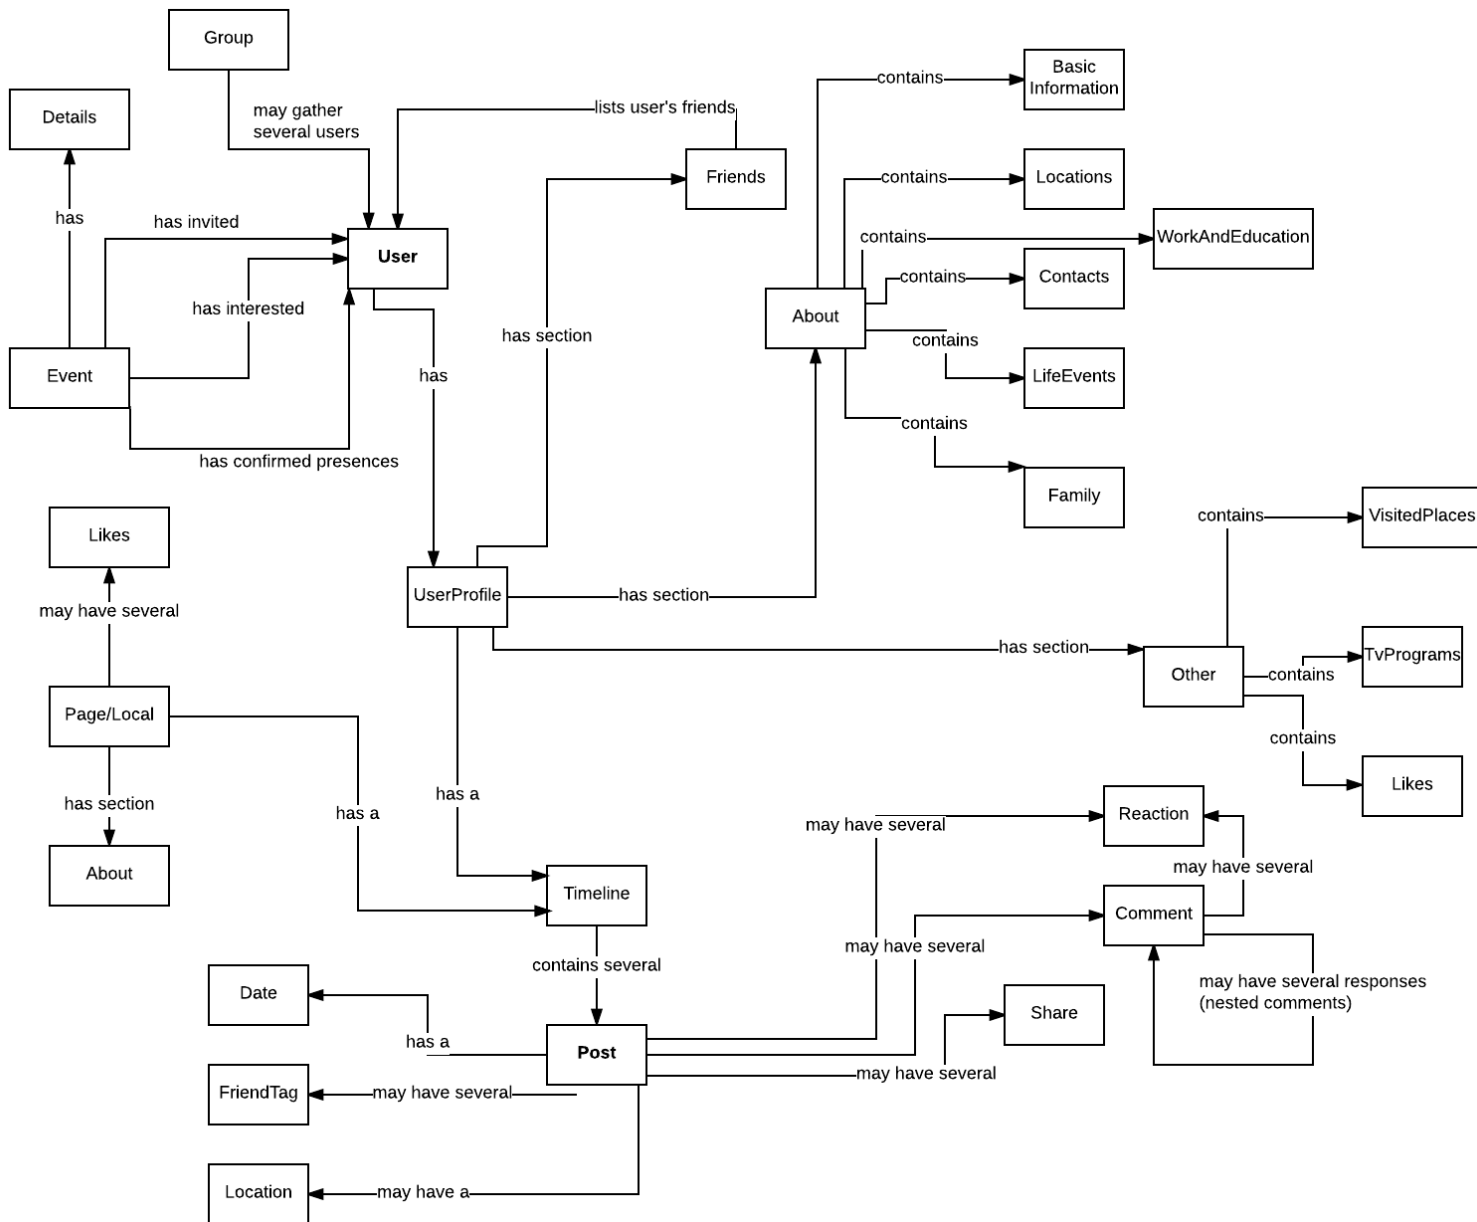 Group
Details
may gather
several users
lists user's friends
contains
Basic
Information
Friends
contains
Locations
has
has invited
contains
WorkAndEducation
User
contains
Contacts
has interested
About
has section
contains
Event
has
LifeEvents
contains
has confirmed presences
Family
Likes
contains
VisitedPlaces
may have several
UserProfile
has section
has section
TvPrograms
Other
contains
Page/Local
contains
has section
has a
has a
Likes
may have several
Reaction
About
may have several
Timeline
Comment
may have several
contains several
Date
may have several responses
(nested comments)
Share
has a
Post
may have several
FriendTag
may have several
Location
may have a